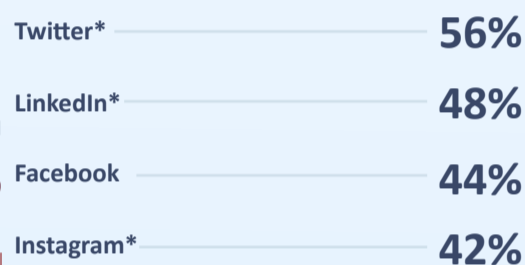 Twitter* 56%
LinkedIn* 48%
Facebook 44%
Instagram* 42%